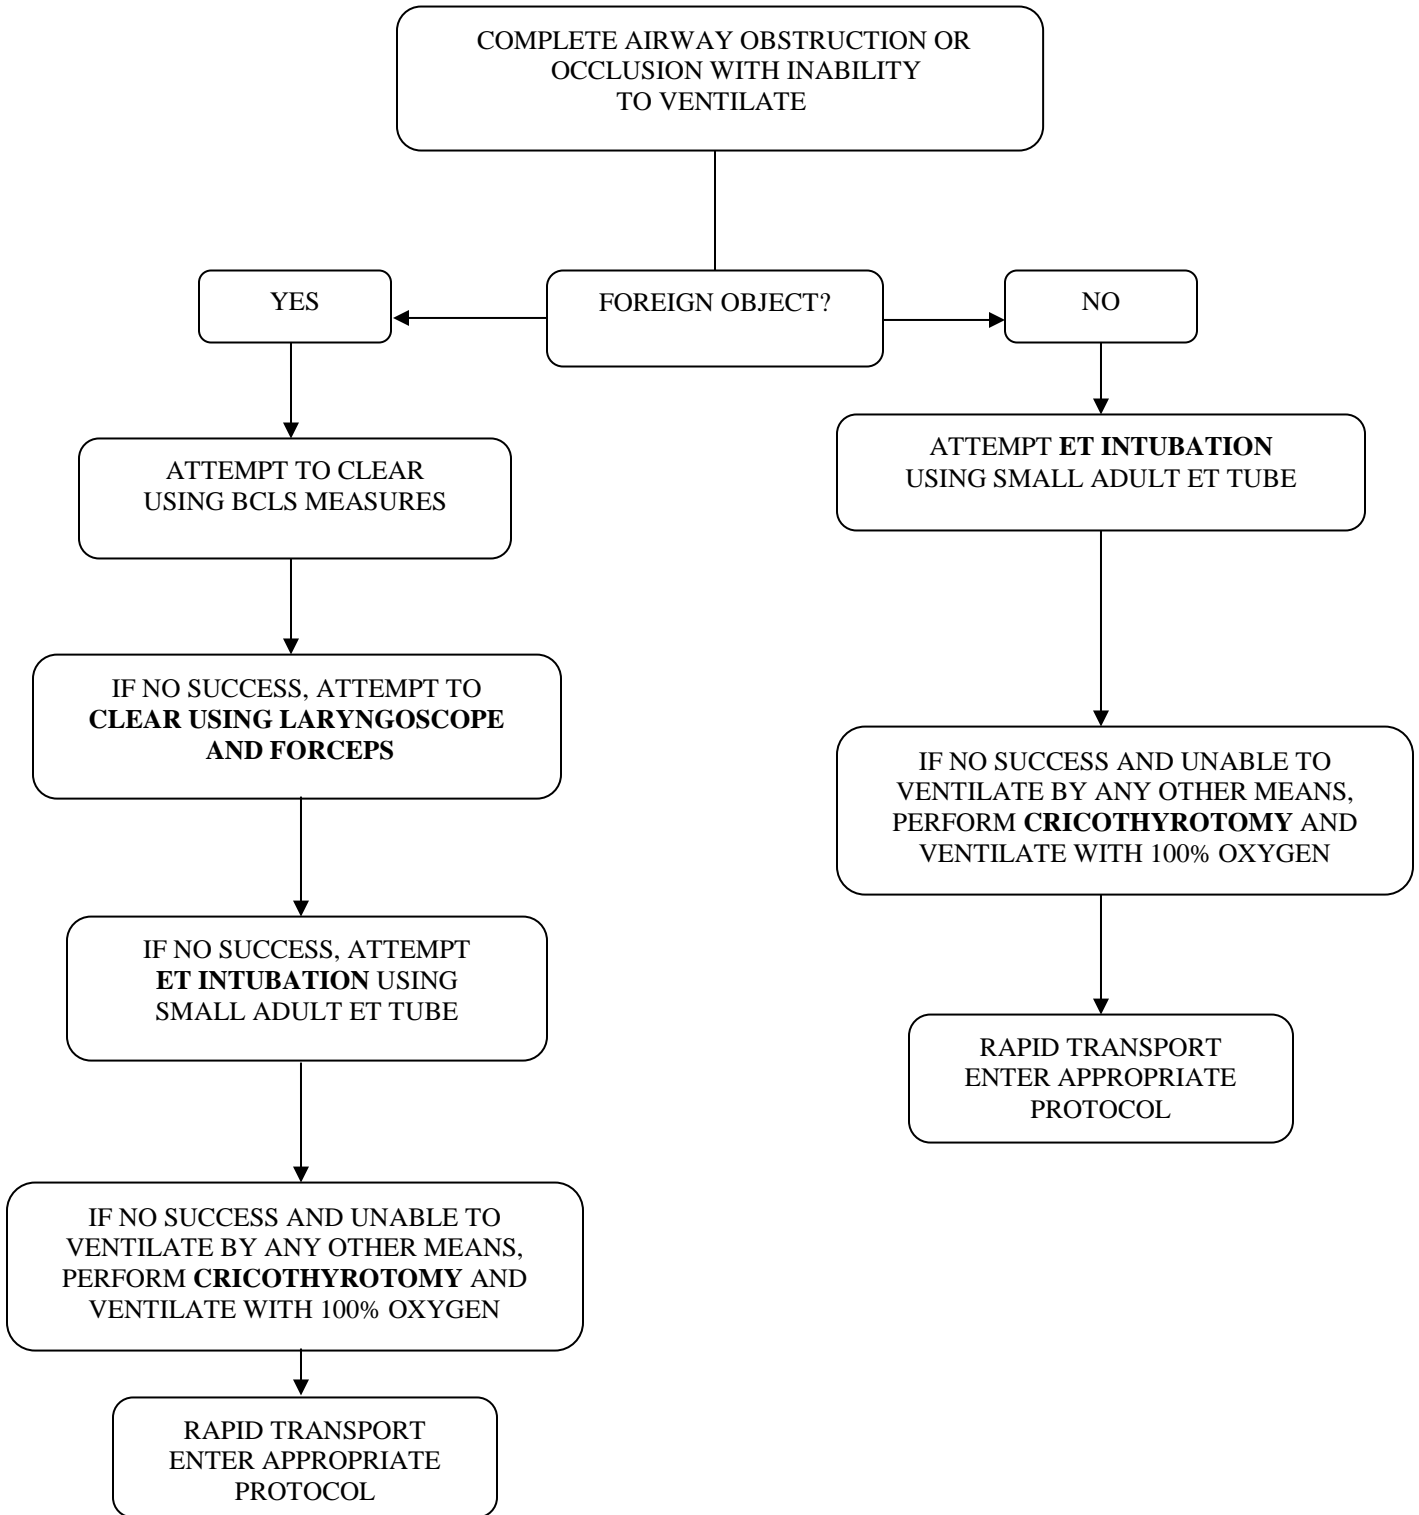 COMPLETE AIRWAY OBSTRUCTION OR
OCCLUSION WITH INABILITY
TO VENTILATE
YES
FOREIGN OBJECT?
NO
ATTEMPT TO CLEAR
USING BCLS MEASURES
IF NO SUCCESS, ATTEMPT TO
CLEAR USING LARYNGOSCOPE
AND FORCEPS
IF NO SUCCESS, ATTEMPT
ET INTUBATION USING
SMALL ADULT ET TUBE
IF NO SUCCESS AND UNABLE TO
VENTILATE BY ANY OTHER MEANS,
PERFORM CRICOTHYROTOMY AND
VENTILATE WITH 100% OXYGEN
RAPID TRANSPORT
ENTER APPROPRIATE
PROTOCOL
ATTEMPT ET INTUBATION
USING SMALL ADULT ET TUBE
IF NO SUCCESS AND UNABLE TO
VENTILATE BY ANY OTHER MEANS,
PERFORM CRICOTHYROTOMY AND
VENTILATE WITH 100% OXYGEN
RAPID TRANSPORT
ENTER APPROPRIATE
PROTOCOL